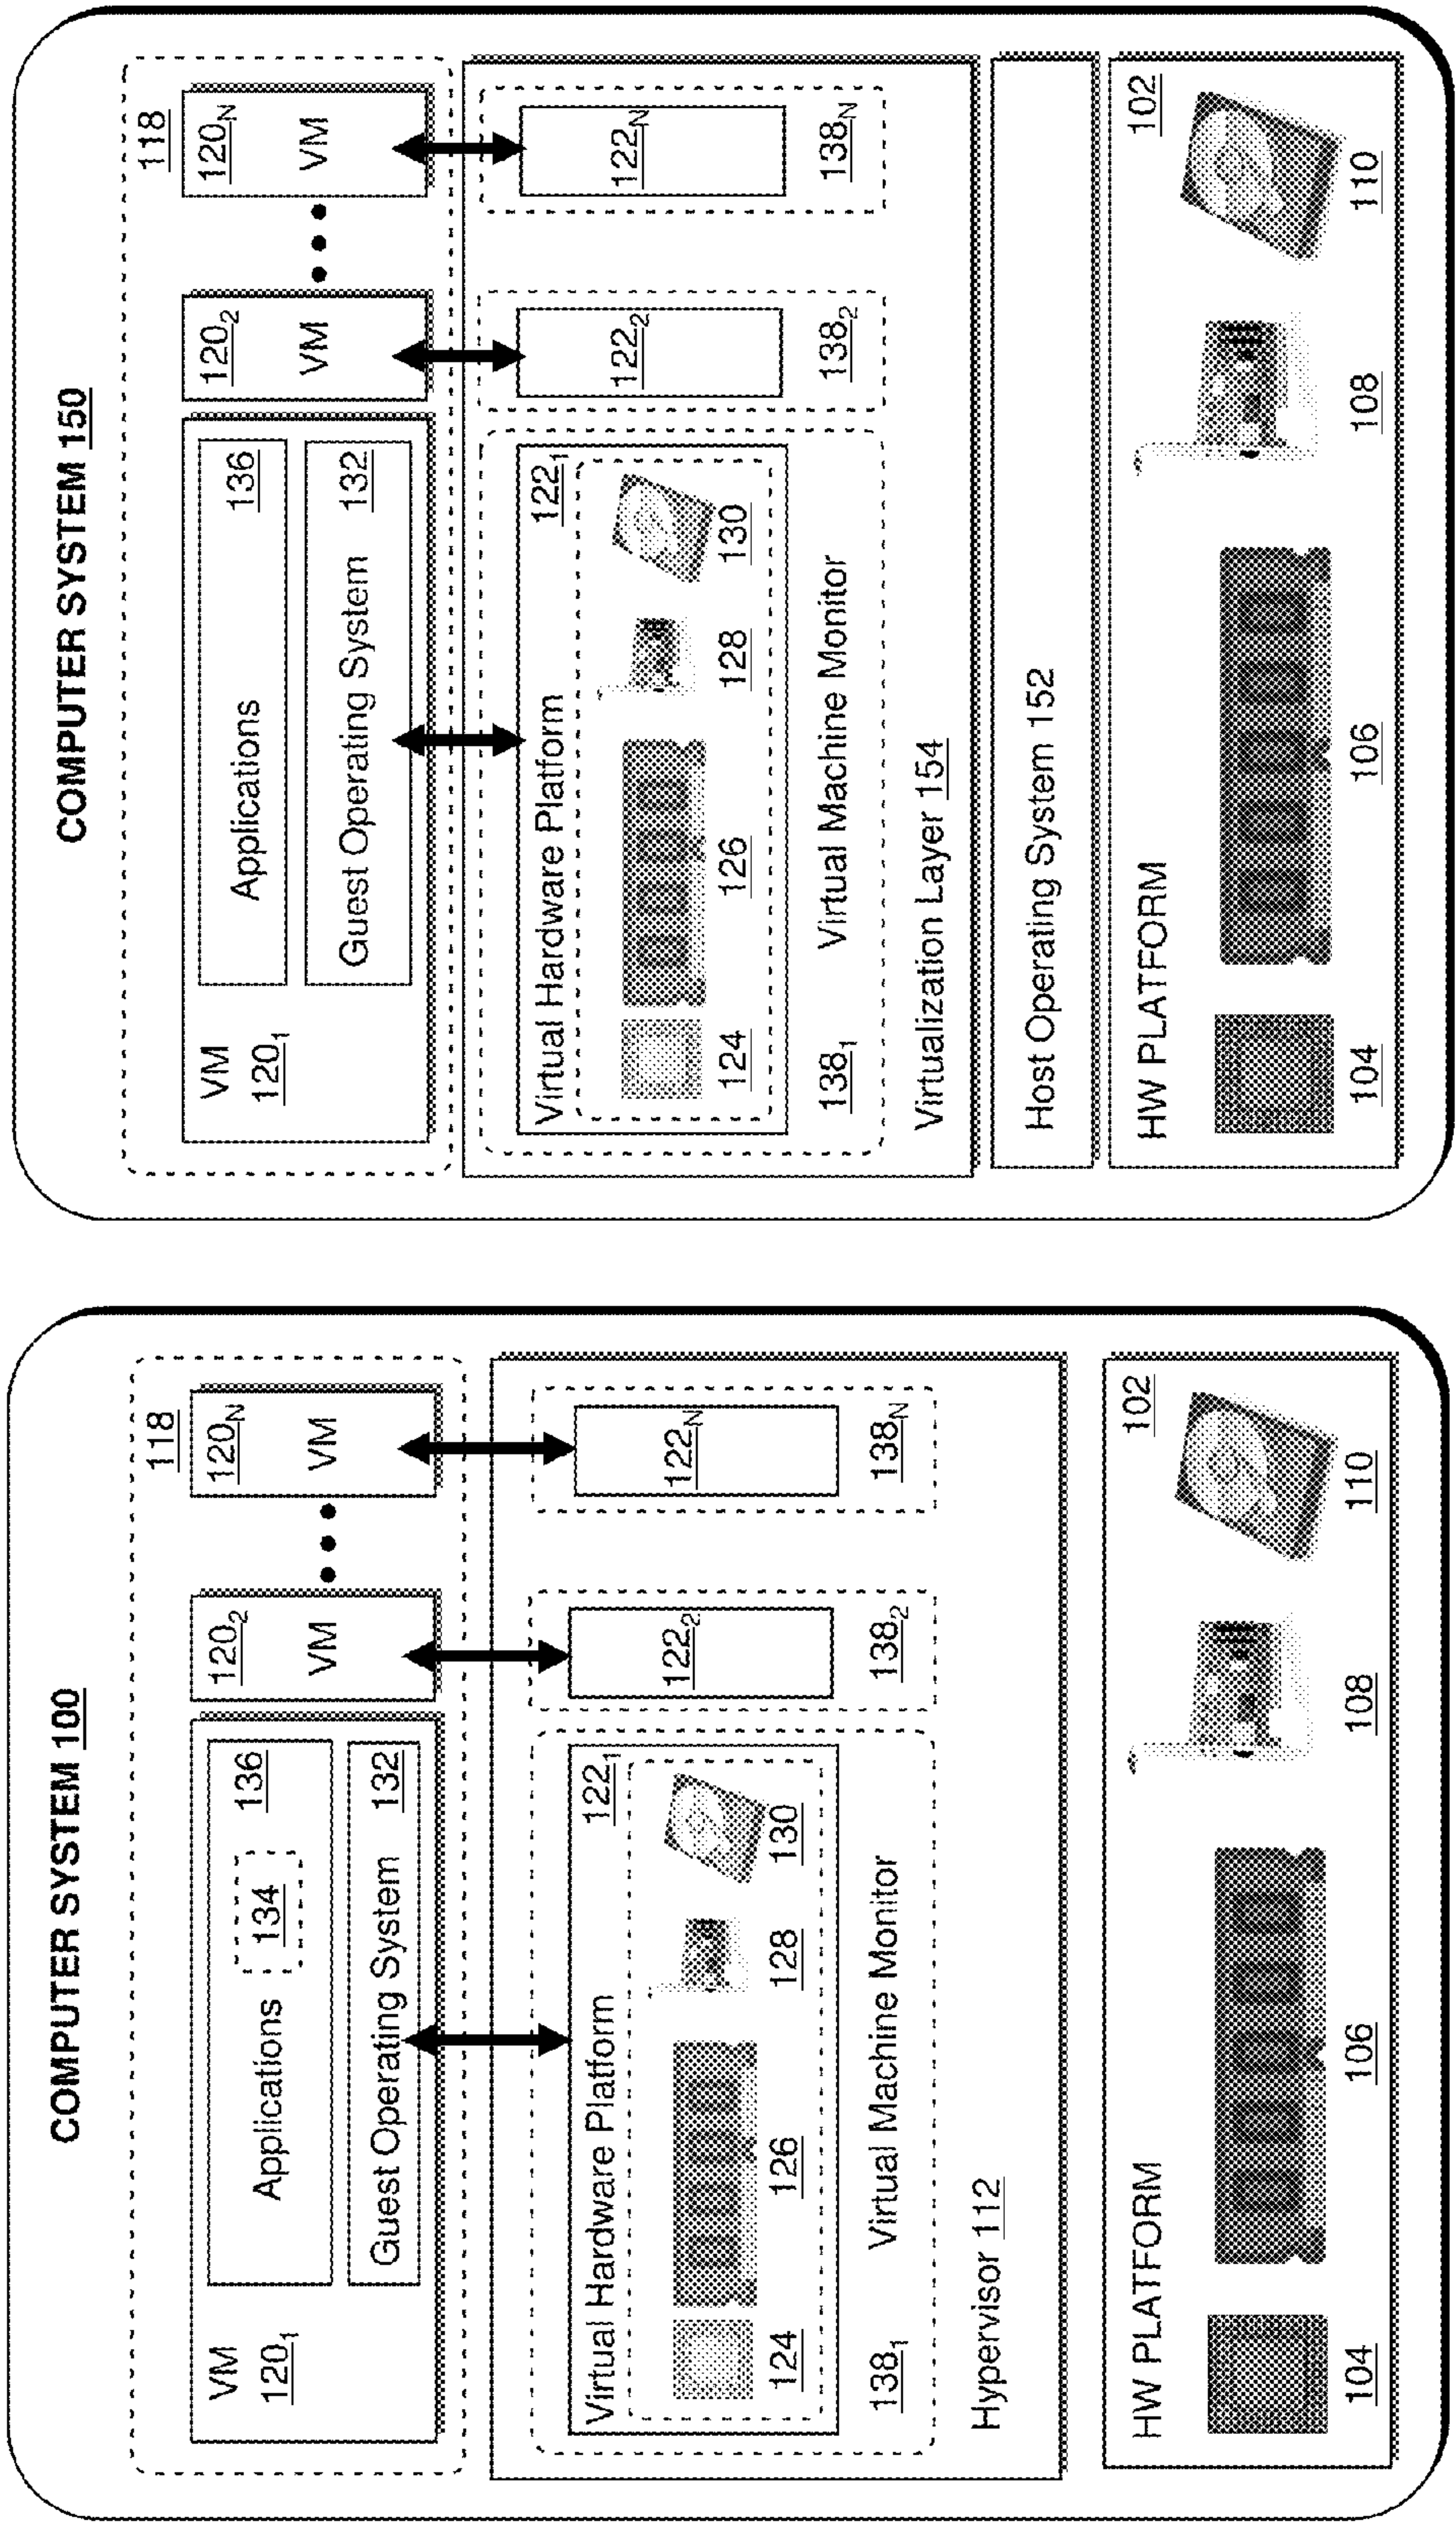 COMPUTER SYSTEM 100
118
VM
120₁
Applications
134
136
Guest Operating System
132
120₂
VM
120N
VM
Virtual Hardware Platform
122₁
124
126
128
130
138₁
Virtual Machine Monitor
122₂
138₂
122N
138N
Hypervisor 112
HW PLATFORM
102
104
106
108
110
COMPUTER SYSTEM 150
118
VM
120₁
Applications
136
Guest Operating System
132
120₂
VM
120N
VM
Virtual Hardware Platform
122₁
124
126
128
130
138₁
Virtual Machine Monitor
122₂
138₂
122N
138N
Virtualization Layer 154
Host Operating System 152
HW PLATFORM
102
104
106
108
110